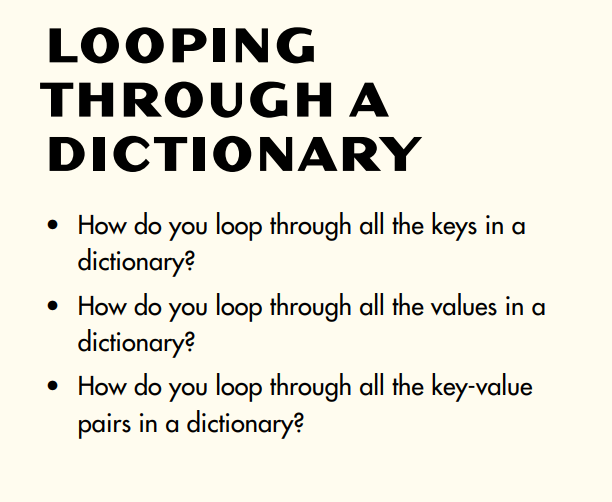 LOOPING
THROUGH A
DICTIONARY
• How do you loop through all the keys in a
dictionary?
• How do you loop through all the values in a
dictionary?
• How do you loop through all the key-value
pairs in a dictionary?